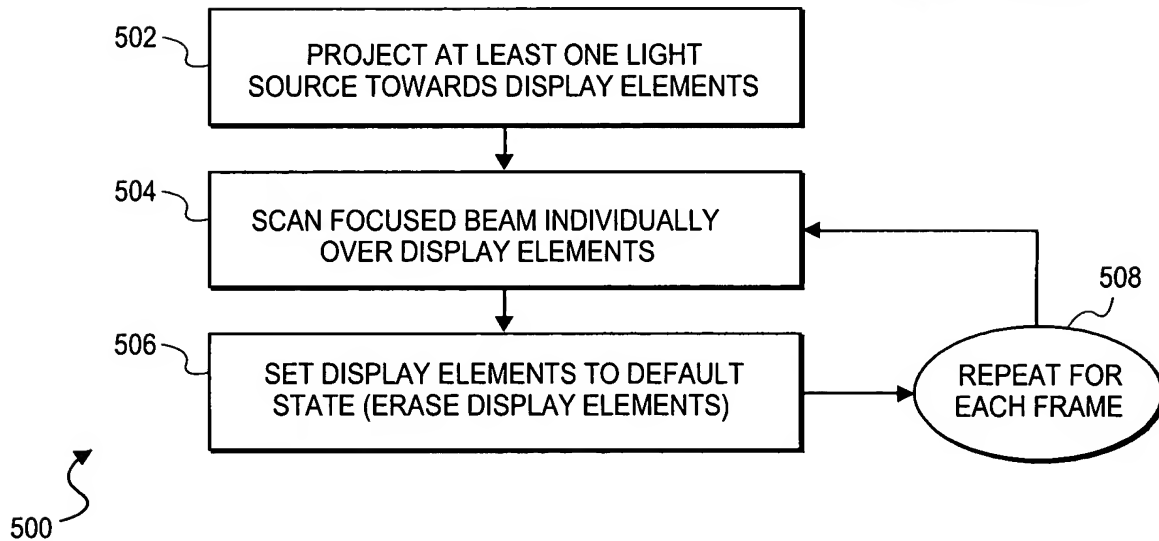 502
PROJECT AT LEAST ONE LIGHT
SOURCE TOWARDS DISPLAY ELEMENTS
504
SCAN FOCUSED BEAM INDIVIDUALLY
OVER DISPLAY ELEMENTS
508
506
SET DISPLAY ELEMENTS TO DEFAULT
STATE (ERASE DISPLAY ELEMENTS)
REPEAT FOR
EACH FRAME
500